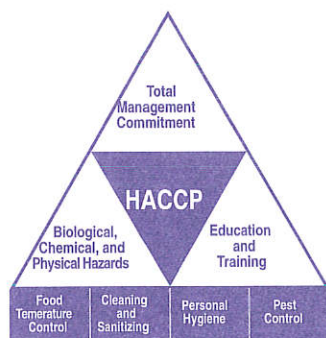 Total
Management
Commitment
HACCP
Biological,
Chemical, and
Physical Hazards
Education
and
Training
Food
Temerature
Control
Cleaning
and
Sanitizing
Personal
Hygiene
Pest
Control